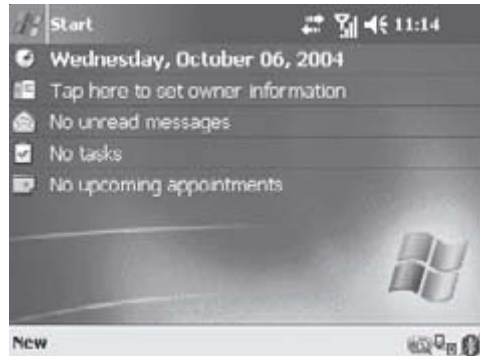 Start 11:14
Wednesday, October 06, 2004
Tap here to set owner information
No unread messages
No tasks
No upcoming appointments
New